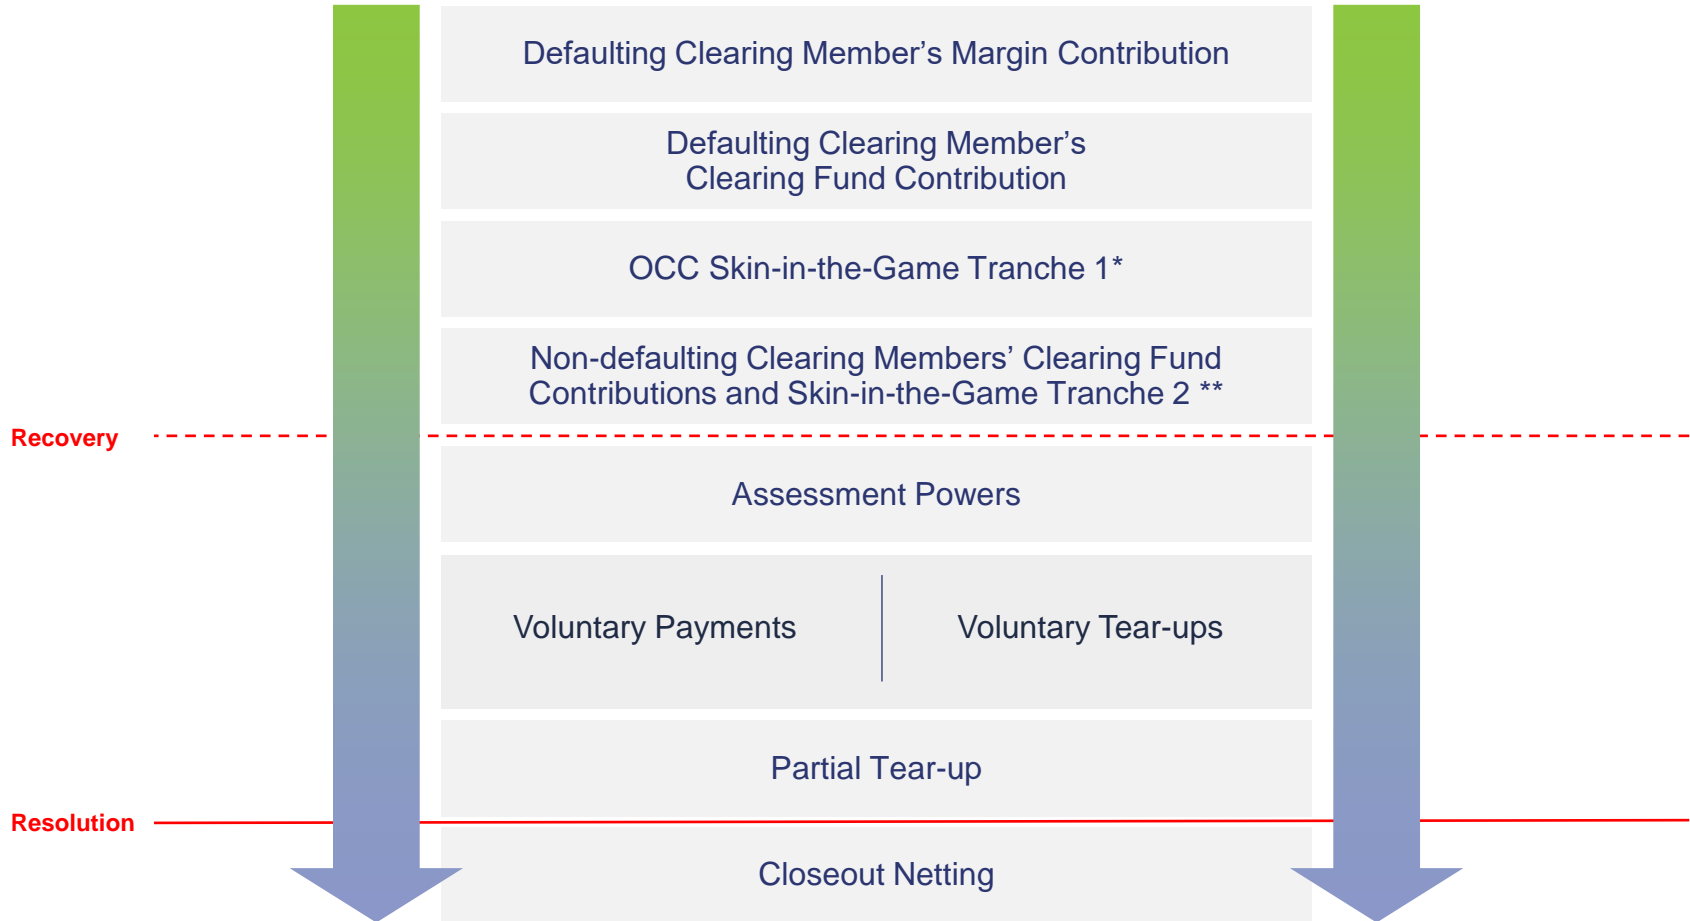 Defaulting Clearing Member’s Margin Contribution
Defaulting Clearing Member’s
Clearing Fund Contribution
OCC Skin-in-the-Game Tranche 1*
Non-defaulting Clearing Members’ Clearing Fund
Contributions and Skin-in-the-Game Tranche 2 **
Recovery
Assessment Powers
Voluntary Payments
Voluntary Tear-ups
Partial Tear-up
Resolution
Closeout Netting